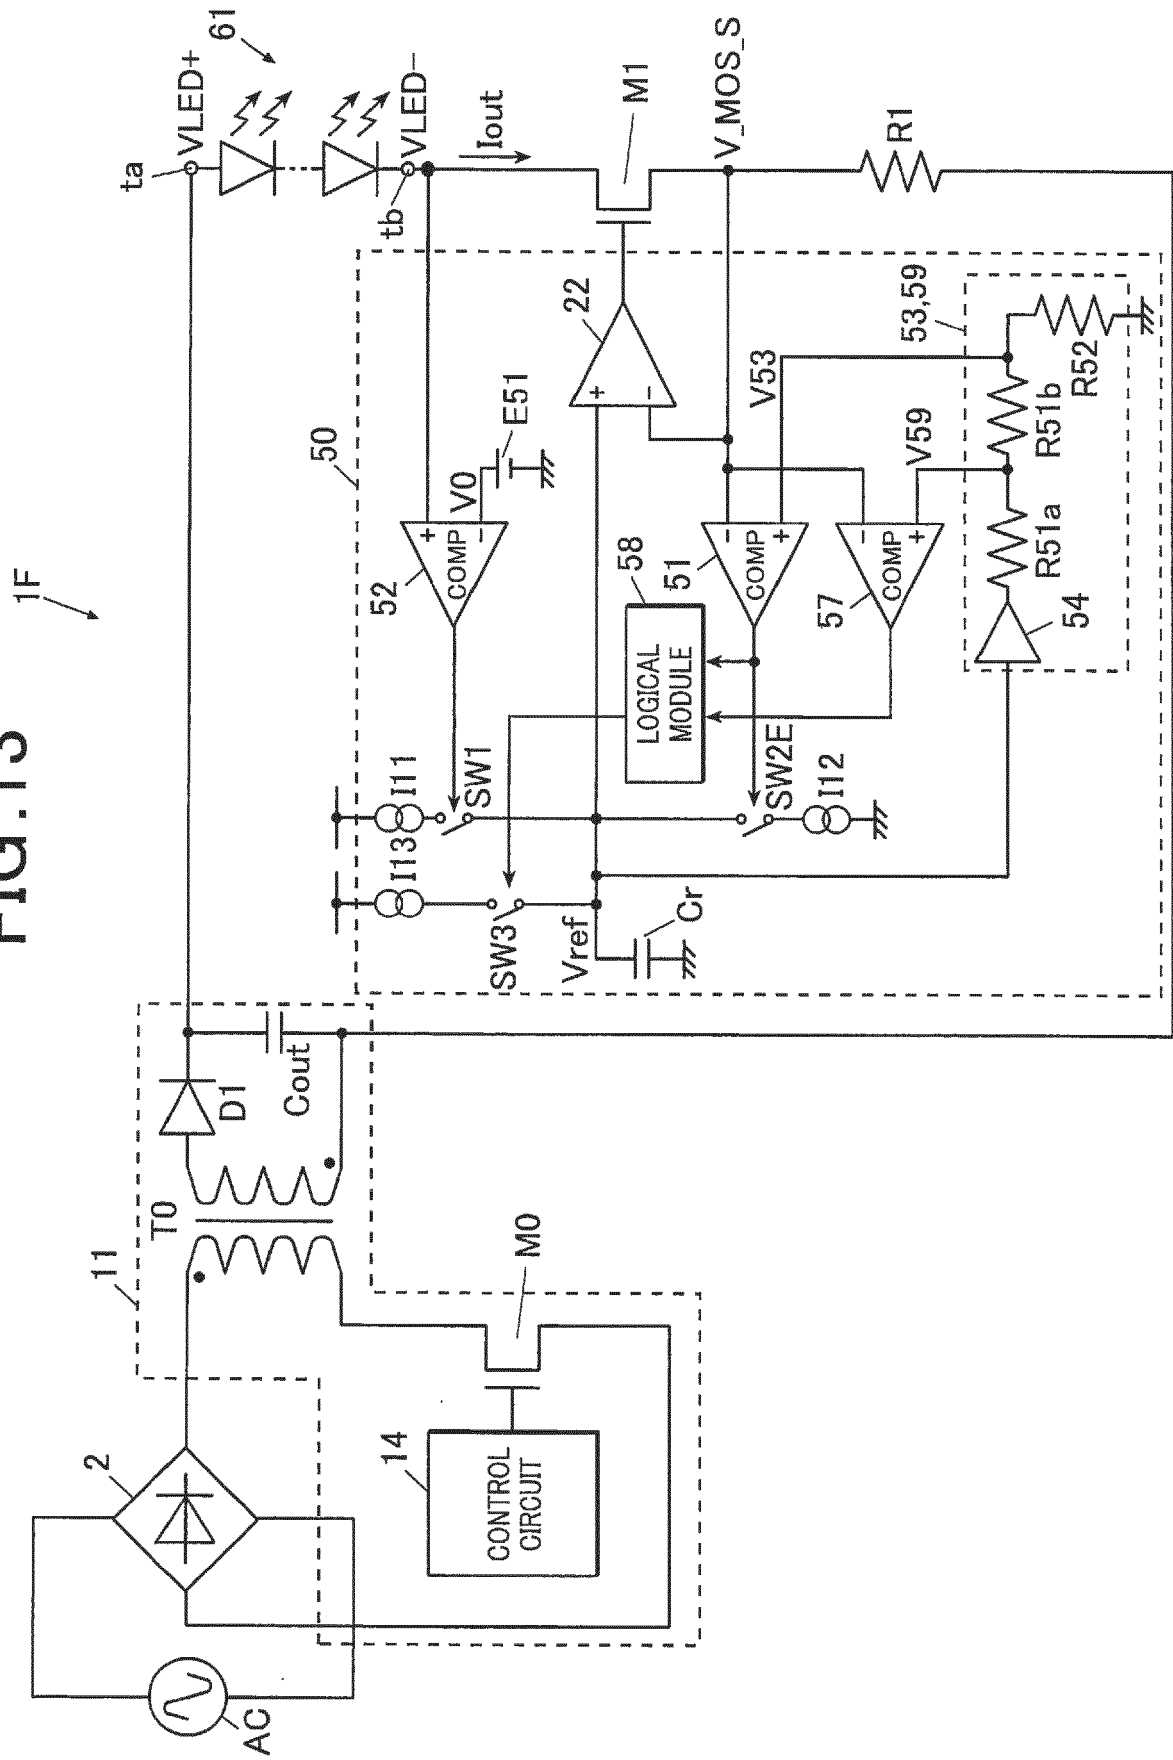 1F
AC
2
CONTROL
CIRCUIT
14
M0
11
T0
D1
Cout
ta
VLED+
61
tb
VLED-
Iout
M1
V_MOS_S
R1
50
52
COMP
+
-
V0
E51
22
+
-
I13
I11
SW3
SW1
Vref
Cr
LOGICAL
MODULE
58
SW2E
I12
51
COMP
-
+
V53
57
COMP
-
+
V59
53,59
54
R51a
R51b
R52